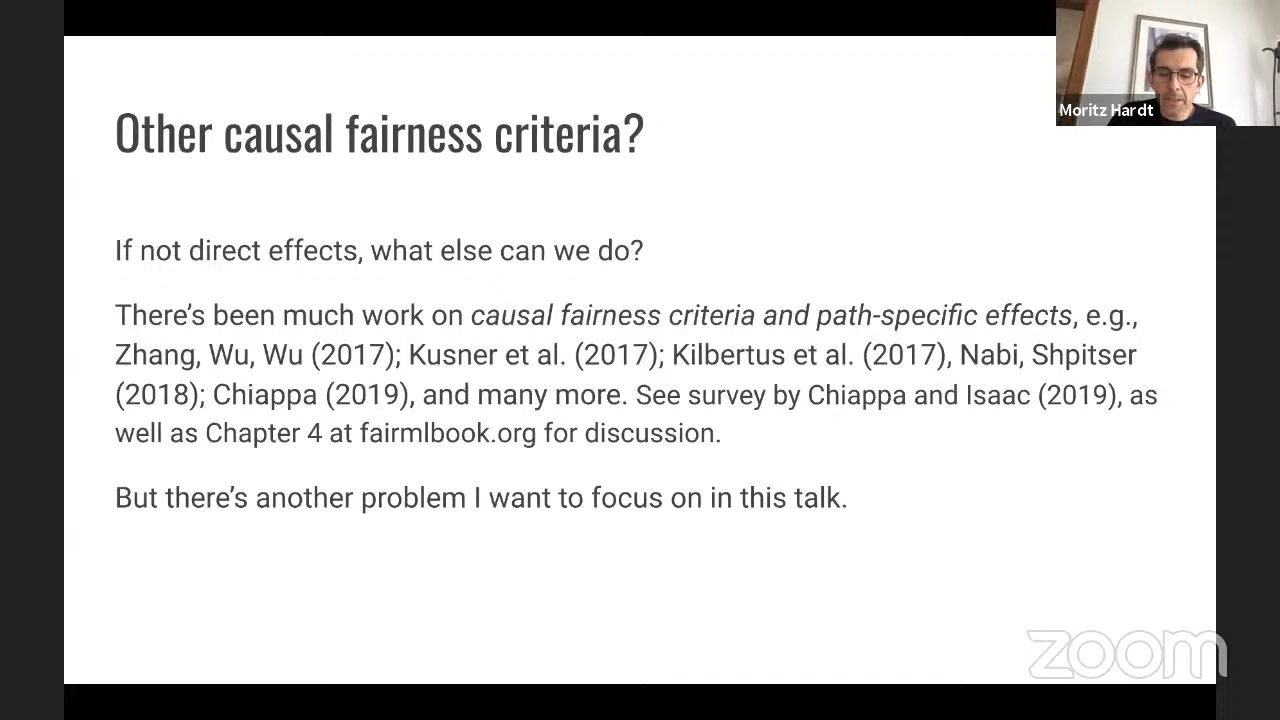 Moritz Hardt
Other causal fairness criteria?
If not direct effects, what else can we do?
There’s been much work on causal fairness criteria and path-specific effects, e.g.,
Zhang, Wu, Wu (2017); Kusner et al. (2017); Kilbertus et al. (2017), Nabi, Shpitser
(2018); Chiappa (2019), and many more. See survey by Chiappa and Isaac (2019), as
well as Chapter 4 at fairmlbook.org for discussion.
But there’s another problem I want to focus on in this talk.
zoom